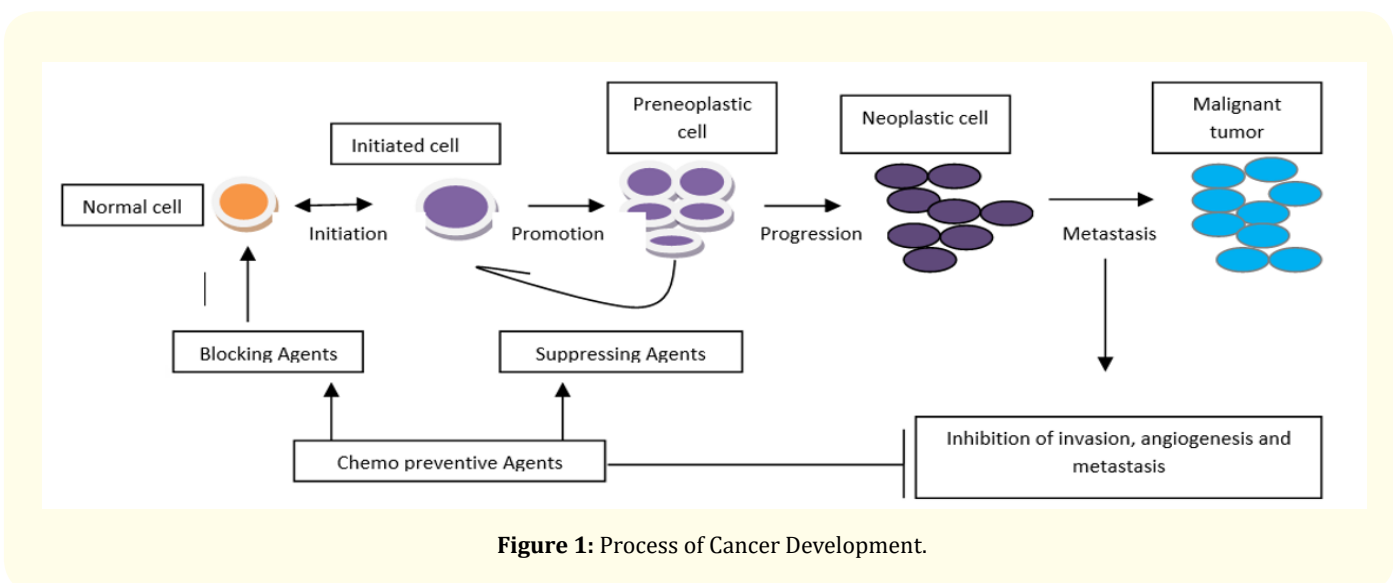 Preneoplastic
cell
Neoplastic cell
Malignant
tumor
Initiated cell
Normal cell
Initiation
Promotion
Progression
Metastasis
Blocking Agents
Suppressing Agents
Chemo preventive Agents
Inhibition of invasion, angiogenesis and
metastasis
Figure 1: Process of Cancer Development.